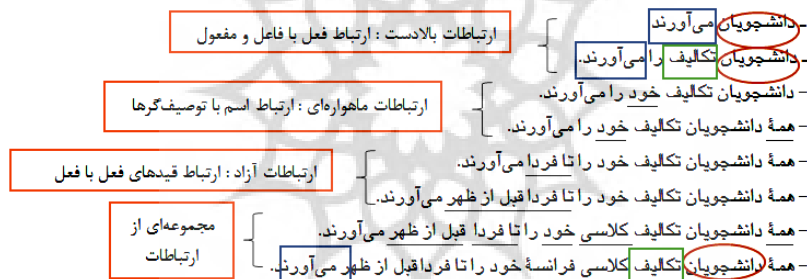 - دانشجویان می‌آورند
- دانشجویان تکالیف را می‌آورند.
ارتباطات بالادست : ارتباط فعل با فاعل و مفعول
- دانشجویان تکالیف خود را می‌آورند.
- همهٔ دانشجویان تکالیف خود را می‌آورند.
ارتباطات ماهواره‌ای : ارتباط اسم با توصیف‌گرها
- همهٔ دانشجویان تکالیف خود را تا فردا می‌آورند.
- همهٔ دانشجویان تکالیف خود را تا فردا قبل از ظهر می‌آورند.
ارتباطات آزاد : ارتباط قیدهای فعل با فعل
- همهٔ دانشجویان تکالیف کلاسی خود را تا فردا قبل از ظهر می‌آورند.
- همهٔ دانشجویان تکالیف کلاسی فرانسهٔ خود را تا فردا قبل از ظهر می‌آورند.
مجموعه‌ای از
ارتباطات